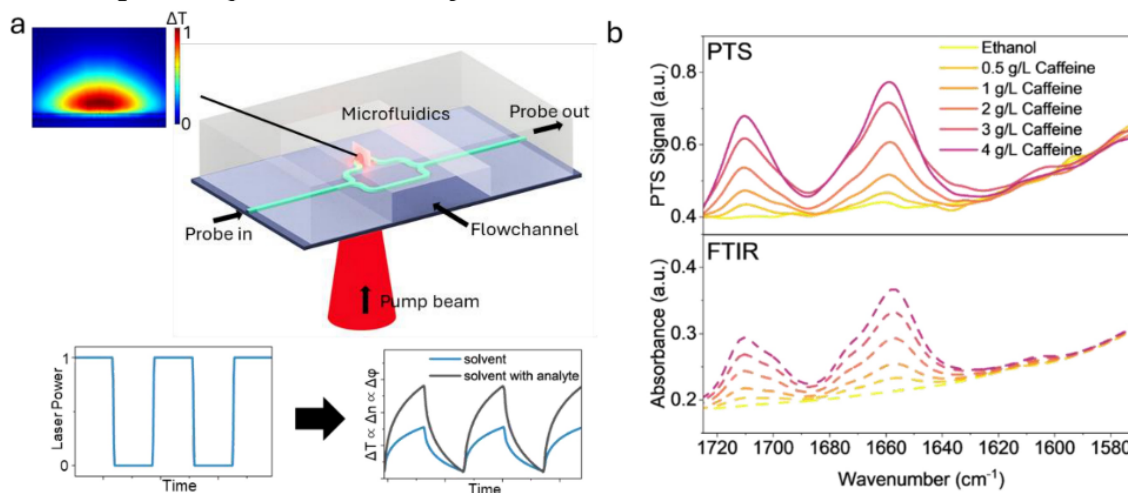 a
ΔT
1
0
Microfluidics
Probe out
Probe in
Flowchannel
Pump beam
Laser Power
1
0
Time
ΔT ∝ Δn ∝ Δφ
solvent
solvent with analyte
Time
b
PTS
Ethanol
0.5 g/L Caffeine
1 g/L Caffeine
2 g/L Caffeine
3 g/L Caffeine
4 g/L Caffeine
PTS Signal (a.u.)
0.8
0.6
0.4
FTIR
Absorbance (a.u.)
0.4
0.3
0.2
1725 1700 1680 1660 1640 1620 1600 1580
Wavenumber (cm⁻¹)